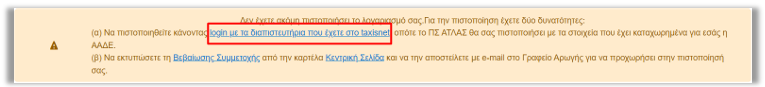 Δεν έχετε ακόμη πιστοποιήσει το λογαριασμό σας.Για την πιστοποίηση έχετε δύο δυνατότητες:
(α) Να πιστοποιηθείτε κάνοντας login με τα διαπιστευτήρια που έχετε στο taxisnet, οπότε το ΠΣ ΑΤΛΑΣ θα σας πιστοποιήσει με τα στοιχεία που έχει καταχωρημένα για εσάς η
ΑΑΔΕ.
(β) Να εκτυπώσετε τη Βεβαίωσης Συμμετοχής από την καρτέλα Κεντρική Σελίδα και να την αποστείλετε με e-mail στο Γραφείο Αρωγής για να προχωρήσει στην πιστοποίησή
σας.